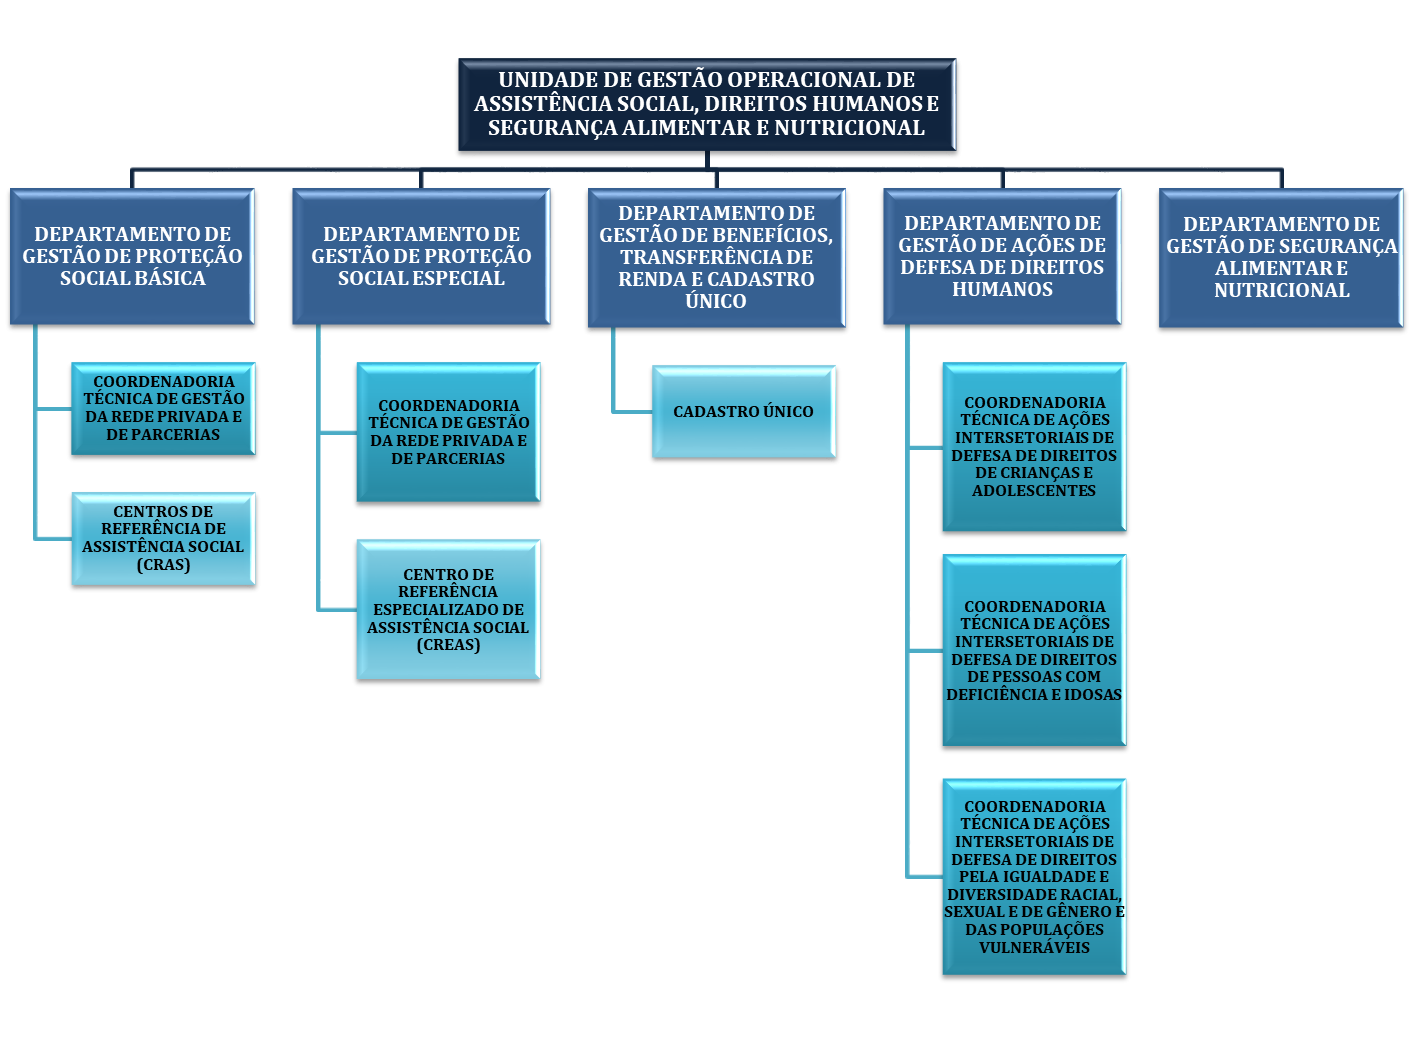 UNIDADE DE GESTÃO OPERACIONAL DE
ASSISTÊNCIA SOCIAL, DIREITOS HUMANOS E
SEGURANÇA ALIMENTAR E NUTRICIONAL
DEPARTAMENTO DE
GESTÃO DE PROTEÇÃO
SOCIAL BÁSICA
DEPARTAMENTO DE
GESTÃO DE PROTEÇÃO
SOCIAL ESPECIAL
DEPARTAMENTO DE
GESTÃO DE BENEFÍCIOS,
TRANSFERÊNCIA DE
RENDA E CADASTRO
ÚNICO
DEPARTAMENTO DE
GESTÃO DE AÇÕES DE
DEFESA DE DIREITOS
HUMANOS
DEPARTAMENTO DE
GESTÃO DE SEGURANÇA
ALIMENTAR E
NUTRICIONAL
COORDENADORIA
TÉCNICA DE GESTÃO
DA REDE PRIVADA E
DE PARCERIAS
CENTROS DE
REFERÊNCIA DE
ASSISTÊNCIA SOCIAL
(CRAS)
COORDENADORIA
TÉCNICA DE GESTÃO
DA REDE PRIVADA E
DE PARCERIAS
CENTRO DE
REFERÊNCIA
ESPECIALIZADO DE
ASSISTÊNCIA SOCIAL
(CREAS)
CADASTRO ÚNICO
COORDENADORIA
TÉCNICA DE AÇÕES
INTERSETORIAIS DE
DEFESA DE DIREITOS
DE CRIANÇAS E
ADOLESCENTES
COORDENADORIA
TÉCNICA DE AÇÕES
INTERSETORIAIS DE
DEFESA DE DIREITOS
DE PESSOAS COM
DEFICIÊNCIA E IDOSAS
COORDENADORIA
TÉCNICA DE AÇÕES
INTERSETORIAIS DE
DEFESA DE DIREITOS
PELA IGUALDADE E
DIVERSIDADE RACIAL,
SEXUAL E DE GÊNERO E
DAS POPULAÇÕES
VULNERÁVEIS